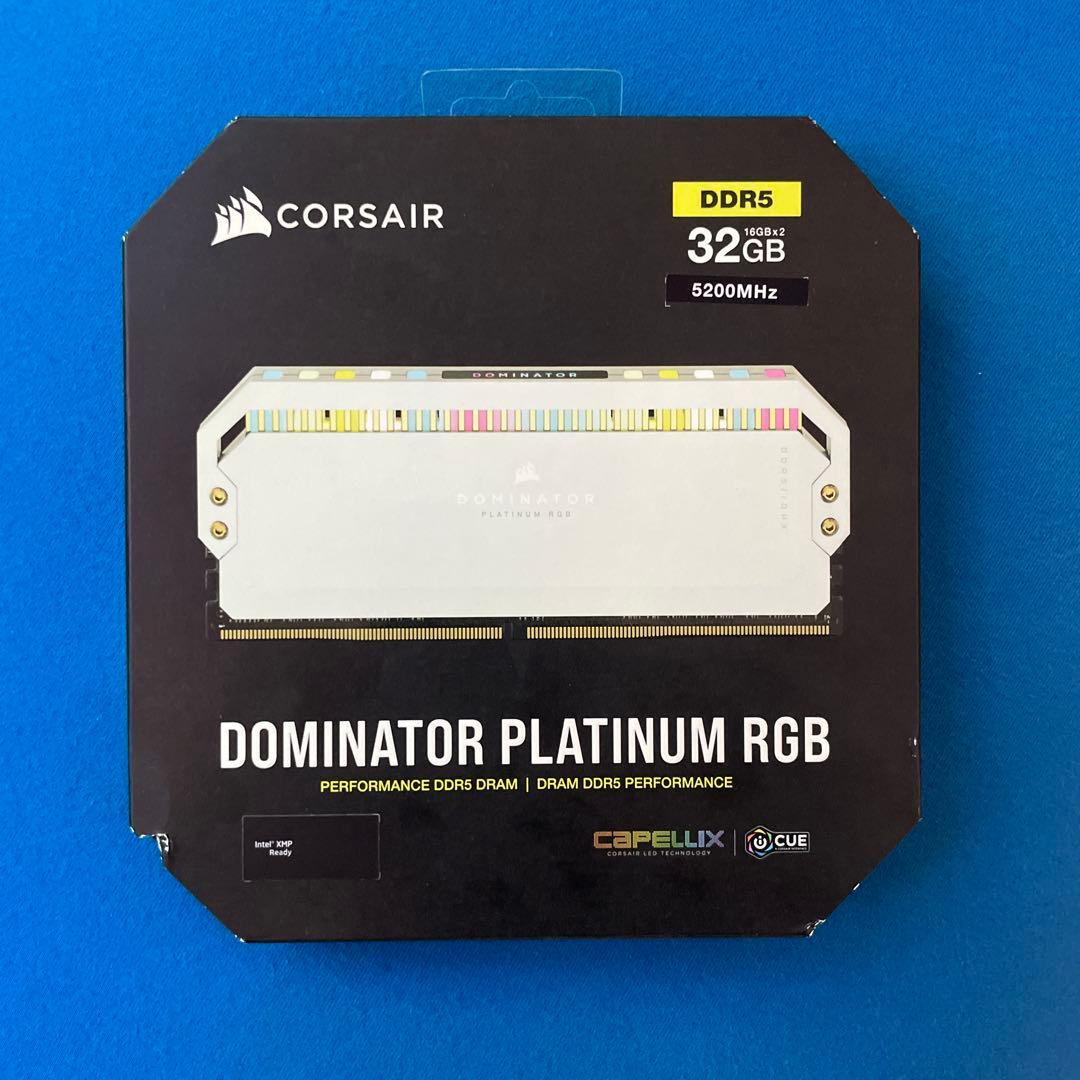 CORSAIR
DDR5
16GBx2
32GB
5200MHz
DOMINATOR
DOMINATOR
PLATINUM RGB
DOMINATOR PLATINUM RGB
PERFORMANCE DDR5 DRAM | DRAM DDR5 PERFORMANCE
Intel® XMP
Ready
CAPELLIX
CORSAIR LED TECHNOLOGY
iCUE